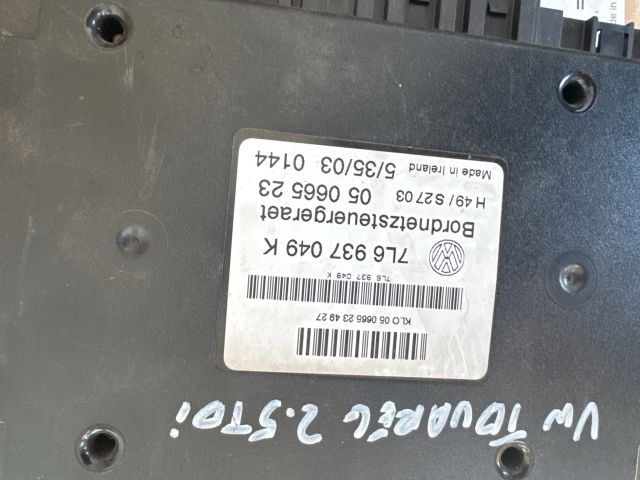 VW TOUAREG 2.5TDi
KLO 05 0665 23 49 27
7L6 937 049 K
7L6 937 049 K
Bordnetzsteuergeraet
05 0665 23
H 49/ S27 03
5/35/03 0144
Made in Ireland